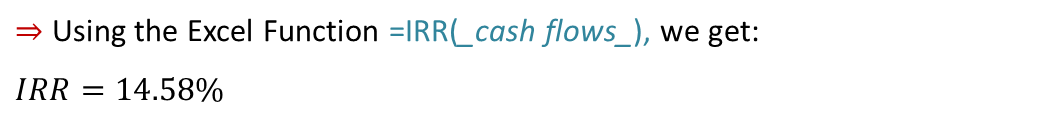 ⇒ Using the Excel Function =IRR(_cash flows_), we get:
IRR = 14.58%